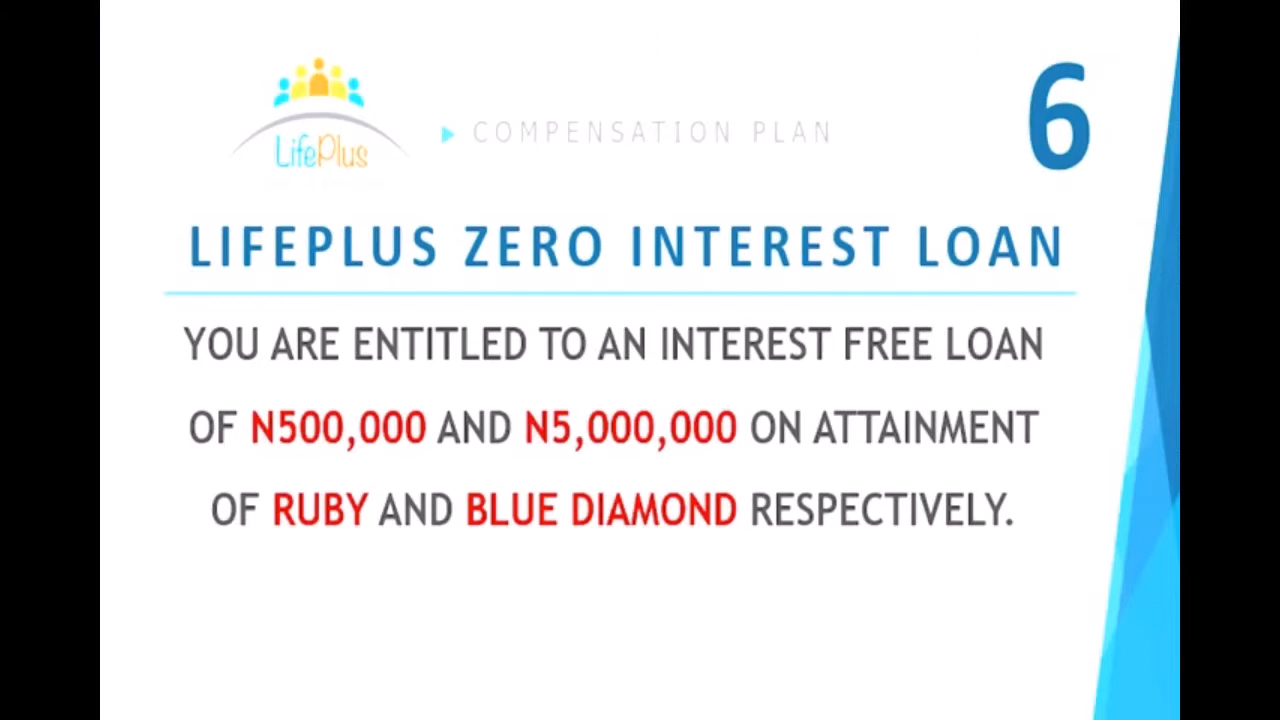 LifePlus
COMPENSATION PLAN
6
LIFEPLUS ZERO INTEREST LOAN
YOU ARE ENTITLED TO AN INTEREST FREE LOAN
OF N500,000 AND N5,000,000 ON ATTAINMENT
OF RUBY AND BLUE DIAMOND RESPECTIVELY.